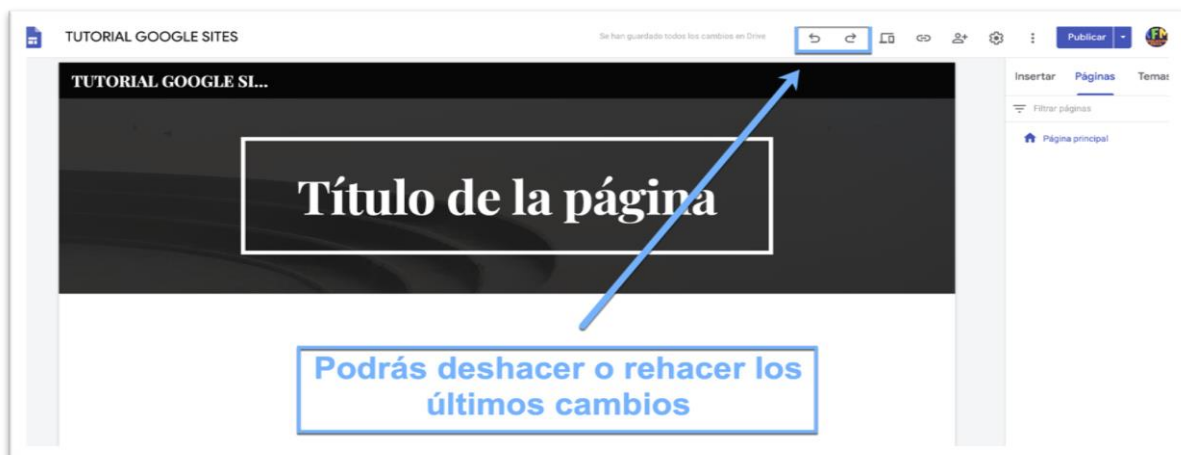 TUTORIAL GOOGLE SITES
Se han guardado todos los cambios en Drive
Publicar
TUTORIAL GOOGLE SI...
Insertar Páginas Temas
Filtrar páginas
Página principal
Título de la página
Podrás deshacer o rehacer los
últimos cambios